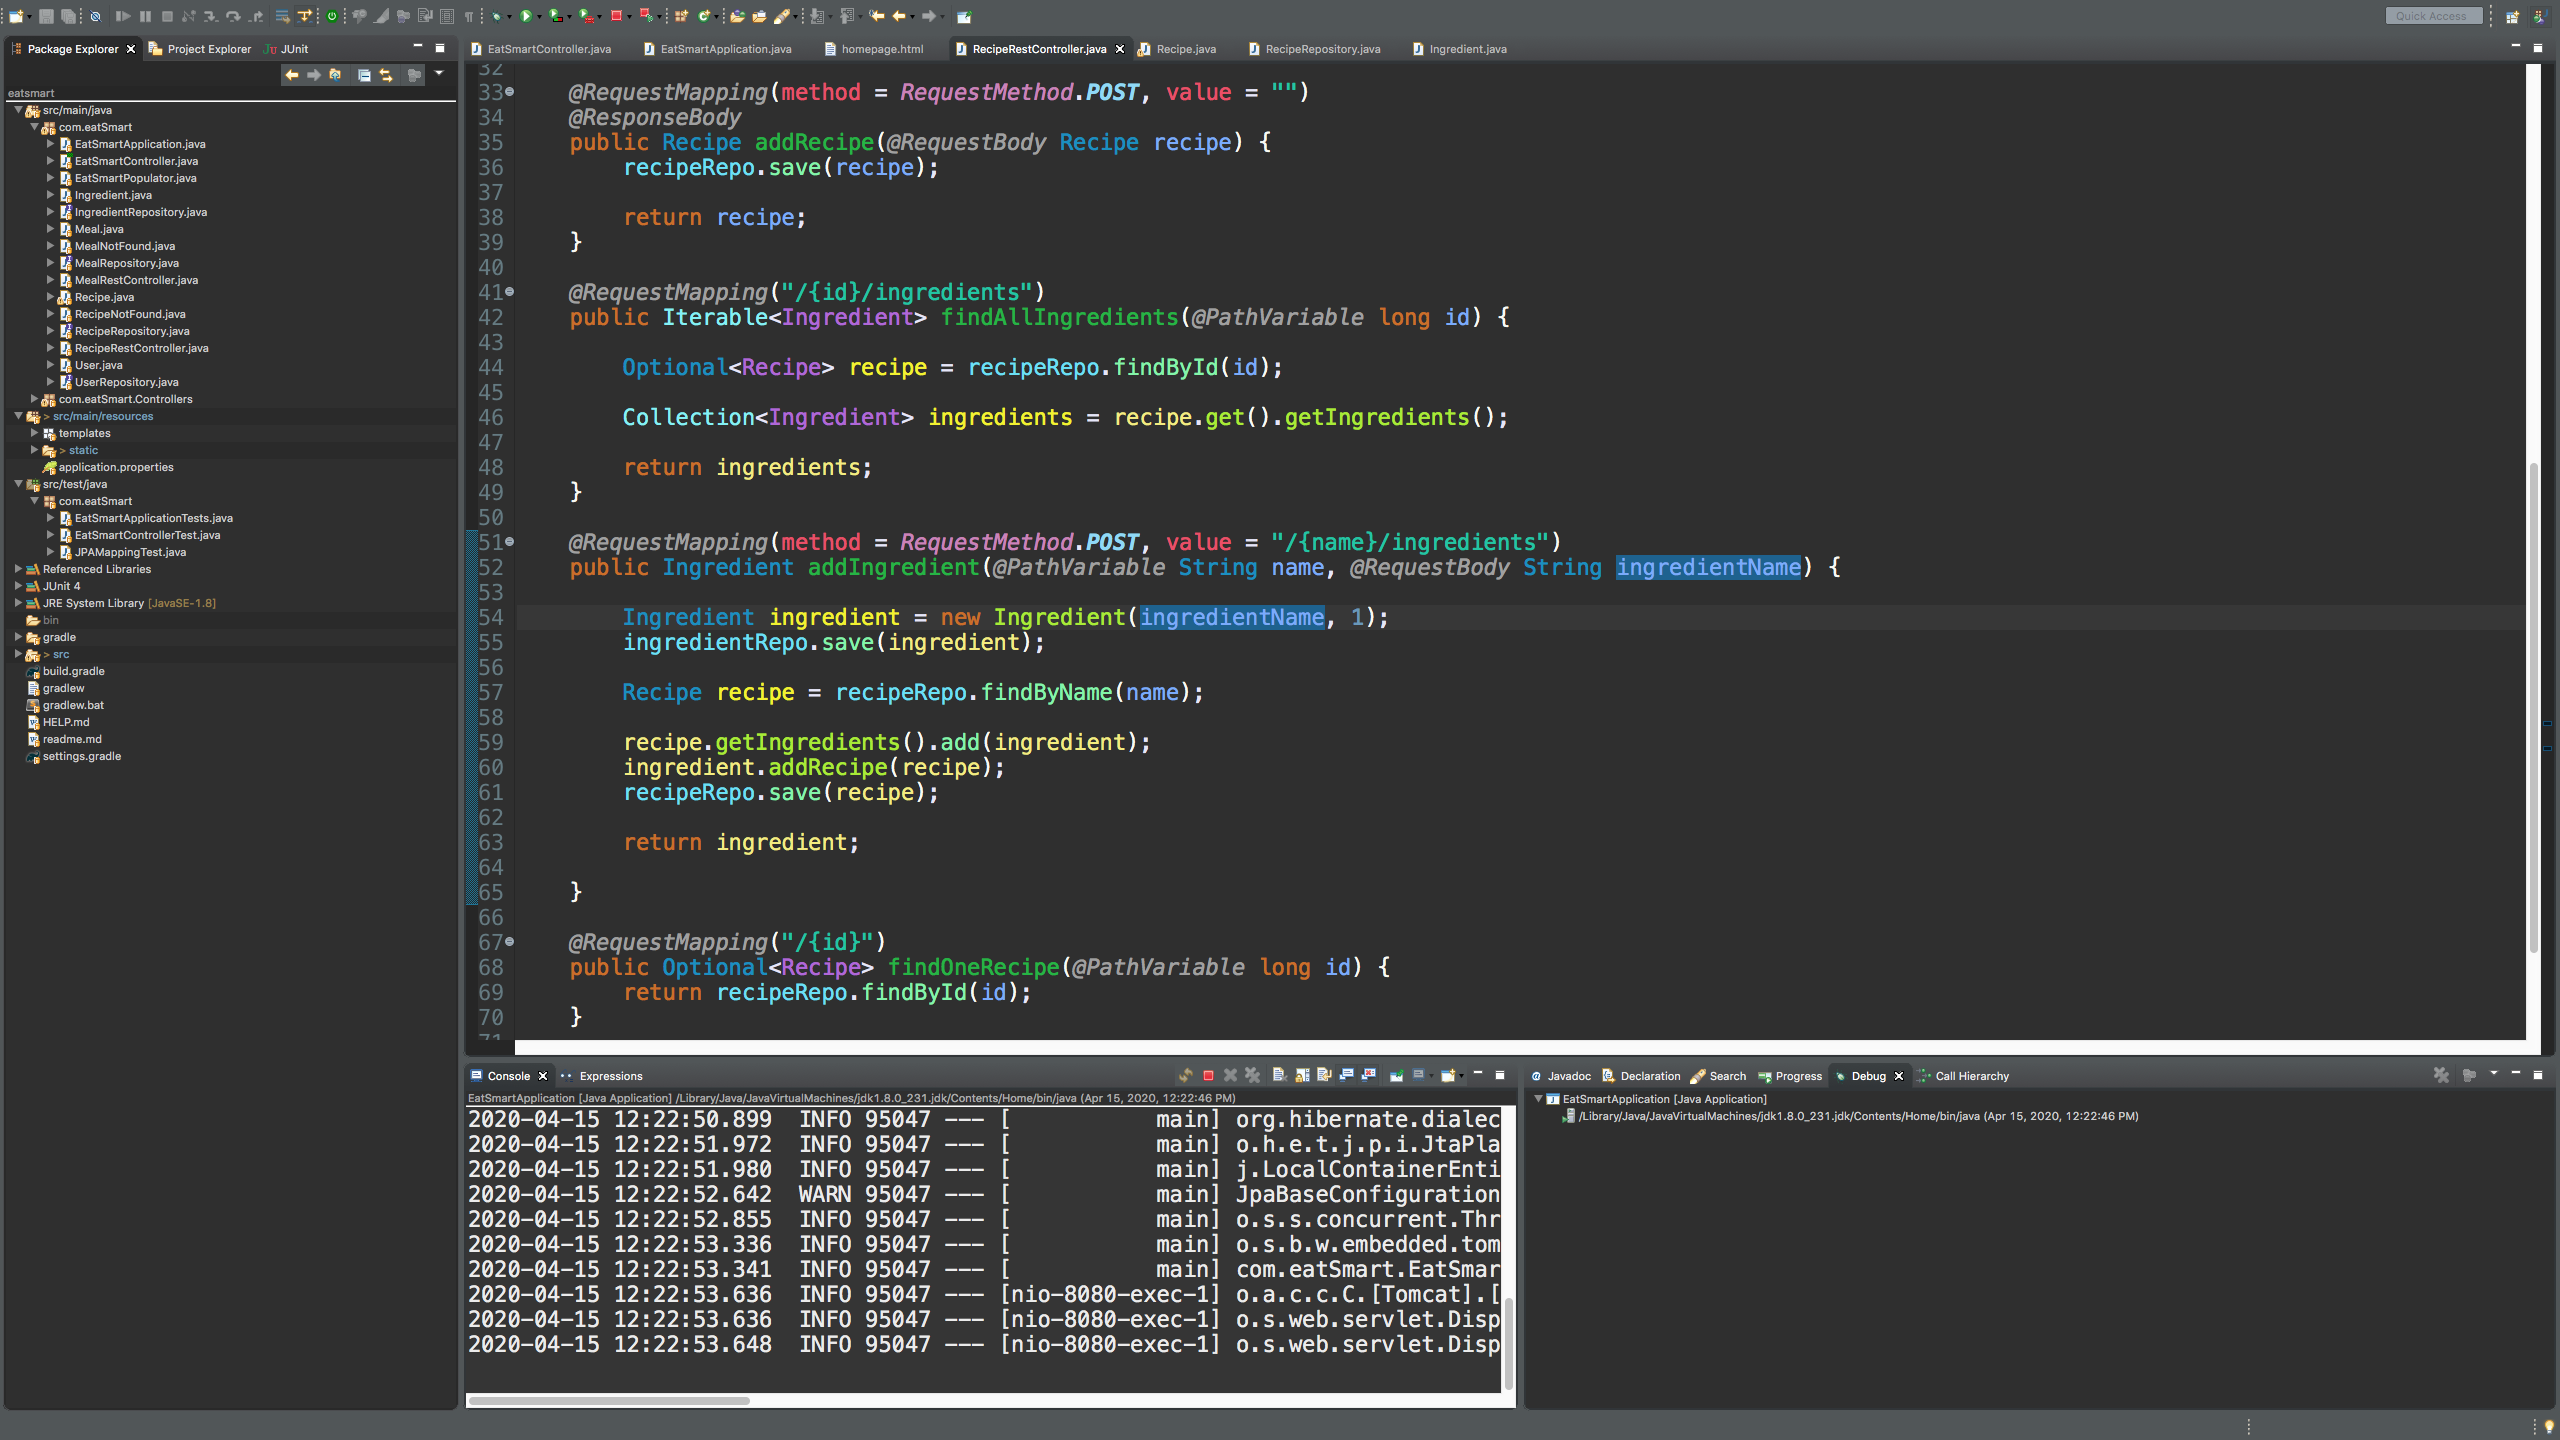 Quick Access
Package Explorer
Project Explorer
JUnit
eatsmart
src/main/java
com.eatSmart
EatSmartApplication.java
EatSmartController.java
EatSmartPopulator.java
Ingredient.java
IngredientRepository.java
Meal.java
MealNotFound.java
MealRepository.java
MealRestController.java
Recipe.java
RecipeNotFound.java
RecipeRepository.java
RecipeRestController.java
User.java
UserRepository.java
com.eatSmart.Controllers
> src/main/resources
templates
> static
application.properties
src/test/java
com.eatSmart
EatSmartApplicationTests.java
EatSmartControllerTest.java
JPAMappingTest.java
Referenced Libraries
JUnit 4
JRE System Library [JavaSE-1.8]
bin
gradle
> src
build.gradle
gradlew
gradlew.bat
HELP.md
readme.md
settings.gradle
EatSmartController.java
EatSmartApplication.java
homepage.html
RecipeRestController.java
Recipe.java
RecipeRepository.java
Ingredient.java
32
33 @RequestMapping(method = RequestMethod.POST, value = "")
34 @ResponseBody
35 public Recipe addRecipe(@RequestBody Recipe recipe) {
36 recipeRepo.save(recipe);
37
38 return recipe;
39 }
40
41 @RequestMapping("/{id}/ingredients")
42 public Iterable<Ingredient> findAllIngredients(@PathVariable long id) {
43
44 Optional<Recipe> recipe = recipeRepo.findById(id);
45
46 Collection<Ingredient> ingredients = recipe.get().getIngredients();
47
48 return ingredients;
49 }
50
51 @RequestMapping(method = RequestMethod.POST, value = "/{name}/ingredients")
52 public Ingredient addIngredient(@PathVariable String name, @RequestBody String ingredientName) {
53
54 Ingredient ingredient = new Ingredient(ingredientName, 1);
55 ingredientRepo.save(ingredient);
56
57 Recipe recipe = recipeRepo.findByName(name);
58
59 recipe.getIngredients().add(ingredient);
60 ingredient.addRecipe(recipe);
61 recipeRepo.save(recipe);
62
63 return ingredient;
64
65 }
66
67 @RequestMapping("/{id}")
68 public Optional<Recipe> findOneRecipe(@PathVariable long id) {
69 return recipeRepo.findById(id);
70 }
71
Console
Expressions
EatSmartApplication [Java Application] /Library/Java/JavaVirtualMachines/jdk1.8.0_231.jdk/Contents/Home/bin/java (Apr 15, 2020, 12:22:46 PM)
2020-04-15 12:22:50.899 INFO 95047 --- [ main] org.hibernate.dialec
2020-04-15 12:22:51.972 INFO 95047 --- [ main] o.h.e.t.j.p.i.JtaPla
2020-04-15 12:22:51.980 INFO 95047 --- [ main] j.LocalContainerEnti
2020-04-15 12:22:52.642 WARN 95047 --- [ main] JpaBaseConfiguration
2020-04-15 12:22:52.855 INFO 95047 --- [ main] o.s.s.concurrent.Thr
2020-04-15 12:22:53.336 INFO 95047 --- [ main] o.s.b.w.embedded.tom
2020-04-15 12:22:53.341 INFO 95047 --- [ main] com.eatSmart.EatSmar
2020-04-15 12:22:53.636 INFO 95047 --- [nio-8080-exec-1] o.a.c.c.C.[Tomcat].[
2020-04-15 12:22:53.636 INFO 95047 --- [nio-8080-exec-1] o.s.web.servlet.Disp
2020-04-15 12:22:53.648 INFO 95047 --- [nio-8080-exec-1] o.s.web.servlet.Disp
Javadoc
Declaration
Search
Progress
Debug
Call Hierarchy
EatSmartApplication [Java Application]
/Library/Java/JavaVirtualMachines/jdk1.8.0_231.jdk/Contents/Home/bin/java (Apr 15, 2020, 12:22:46 PM)